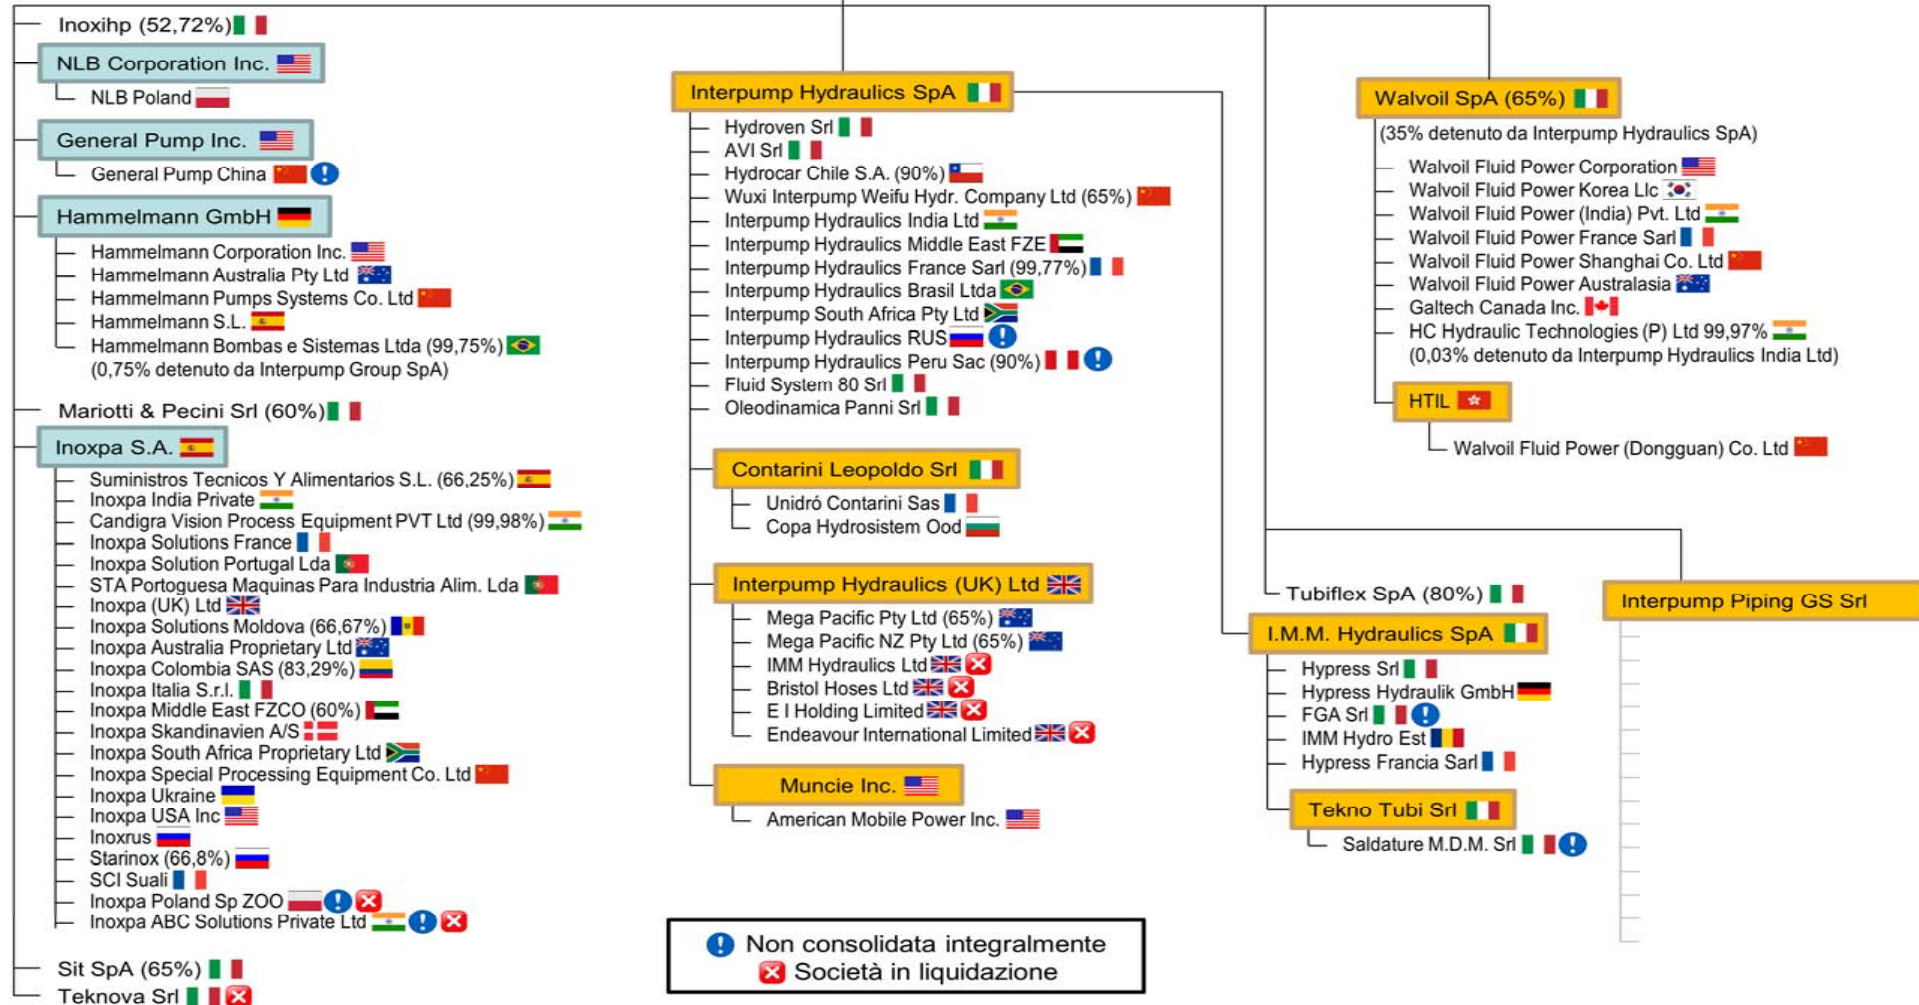 Inoxihp (52,72%)
NLB Corporation Inc.
NLB Poland
General Pump Inc.
General Pump China
Hammelmann GmbH
Hammelmann Corporation Inc.
Hammelmann Australia Pty Ltd
Hammelmann Pumps Systems Co. Ltd
Hammelmann S.L.
Hammelmann Bombas e Sistemas Ltda (99,75%)
(0,75% detenuto da Interpump Group SpA)
Mariotti & Pecini Srl (60%)
Inoxpa S.A.
Suministros Tecnicos Y Alimentarios S.L. (66,25%)
Inoxpa India Private
Candigra Vision Process Equipment PVT Ltd (99,98%)
Inoxpa Solutions France
Inoxpa Solution Portugal Lda
STA Portoguesa Maquinas Para Industria Alim. Lda
Inoxpa (UK) Ltd
Inoxpa Solutions Moldova (66,67%)
Inoxpa Australia Proprietary Ltd
Inoxpa Colombia SAS (83,29%)
Inoxpa Italia S.r.l.
Inoxpa Middle East FZCO (60%)
Inoxpa Skandinavien A/S
Inoxpa South Africa Proprietary Ltd
Inoxpa Special Processing Equipment Co. Ltd
Inoxpa Ukraine
Inoxpa USA Inc
Inoxrus
Starinox (66,8%)
SCI Suali
Inoxpa Poland Sp ZOO
Inoxpa ABC Solutions Private Ltd
Sit SpA (65%)
Teknova Srl
Interpump Hydraulics SpA
Hydroven Srl
AVI Srl
Hydrocar Chile S.A. (90%)
Wuxi Interpump Weifu Hydr. Company Ltd (65%)
Interpump Hydraulics India Ltd
Interpump Hydraulics Middle East FZE
Interpump Hydraulics France Sarl (99,77%)
Interpump Hydraulics Brasil Ltda
Interpump South Africa Pty Ltd
Interpump Hydraulics RUS
Interpump Hydraulics Peru Sac (90%)
Fluid System 80 Srl
Oleodinamica Panni Srl
Contarini Leopoldo Srl
Unidró Contarini Sas
Copa Hydrosistem Ood
Interpump Hydraulics (UK) Ltd
Mega Pacific Pty Ltd (65%)
Mega Pacific NZ Pty Ltd (65%)
IMM Hydraulics Ltd
Bristol Hoses Ltd
E I Holding Limited
Endeavour International Limited
Muncie Inc.
American Mobile Power Inc.
Non consolidata integralmente
Società in liquidazione
Walvoil SpA (65%)
(35% detenuto da Interpump Hydraulics SpA)
Walvoil Fluid Power Corporation
Walvoil Fluid Power Korea Llc
Walvoil Fluid Power (India) Pvt. Ltd
Walvoil Fluid Power France Sarl
Walvoil Fluid Power Shanghai Co. Ltd
Walvoil Fluid Power Australasia
Galtech Canada Inc.
HC Hydraulic Technologies (P) Ltd 99,97%
(0,03% detenuto da Interpump Hydraulics India Ltd)
HTIL
Walvoil Fluid Power (Dongguan) Co. Ltd
Tubiflex SpA (80%)
I.M.M. Hydraulics SpA
Hypress Srl
Hypress Hydraulik GmbH
FGA Srl
IMM Hydro Est
Hypress Francia Sarl
Tekno Tubi Srl
Saldature M.D.M. Srl
Interpump Piping GS Srl